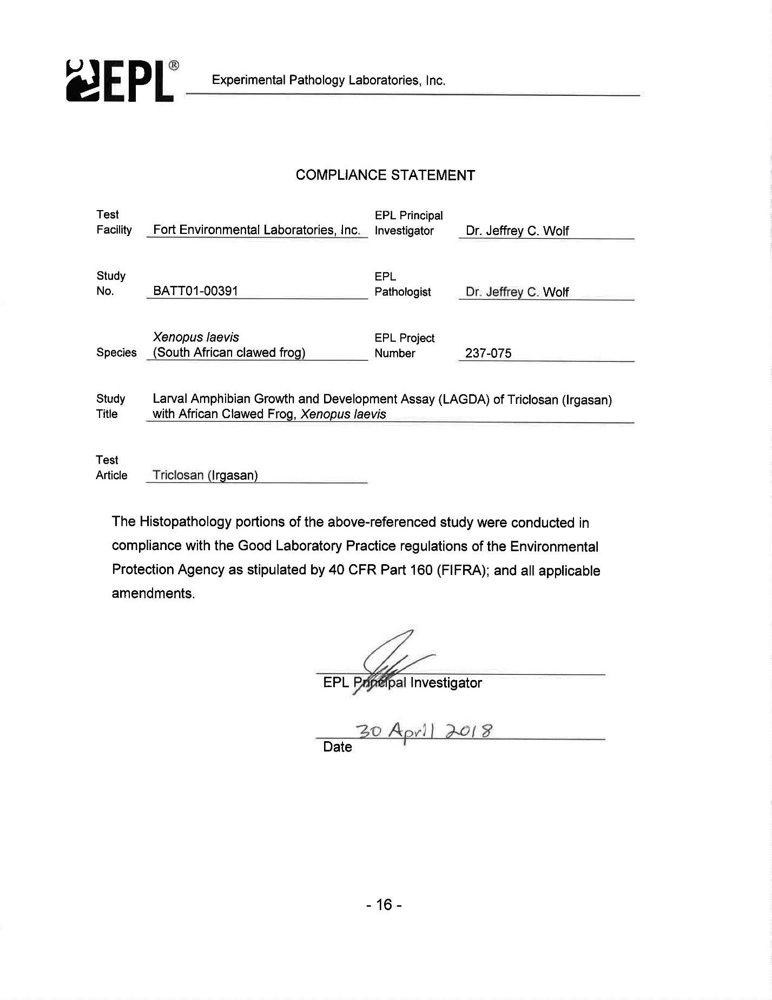 EPL®
Experimental Pathology Laboratories, Inc.
COMPLIANCE STATEMENT
Test
Facility Fort Environmental Laboratories, Inc.
EPL Principal
Investigator Dr. Jeffrey C. Wolf
Study
No. BATT01-00391
EPL
Pathologist Dr. Jeffrey C. Wolf
Xenopus laevis
Species (South African clawed frog)
EPL Project
Number 237-075
Study Larval Amphibian Growth and Development Assay (LAGDA) of Triclosan (Irgasan)
Title with African Clawed Frog, Xenopus laevis
Test
Article Triclosan (Irgasan)
The Histopathology portions of the above-referenced study were conducted in
compliance with the Good Laboratory Practice regulations of the Environmental
Protection Agency as stipulated by 40 CFR Part 160 (FIFRA); and all applicable
amendments.
EPL Principal Investigator
30 April 2018
Date
- 16 -